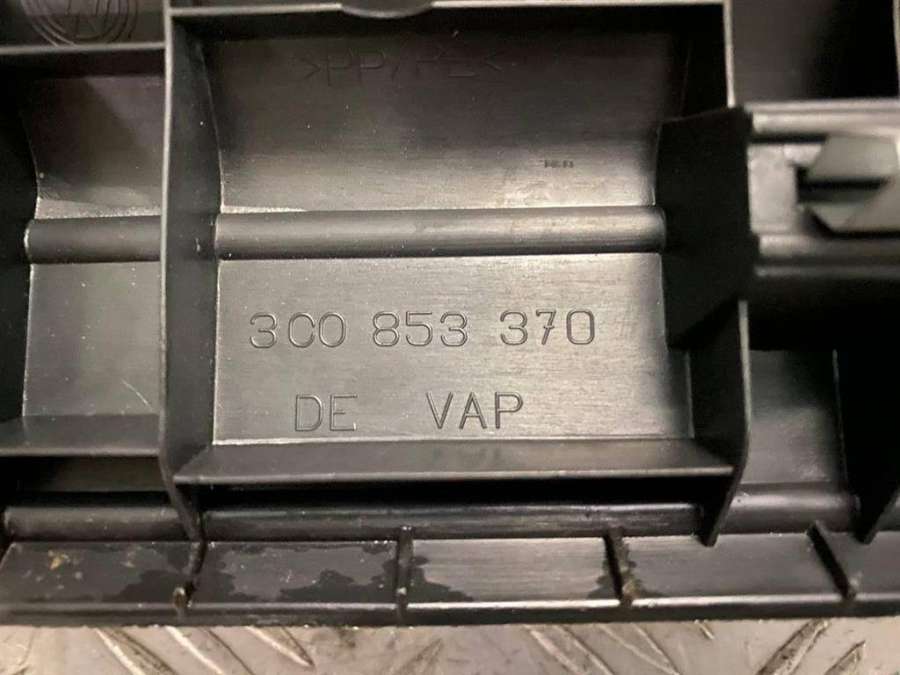 >PP/PE<
3C0 853 370
DE VAP